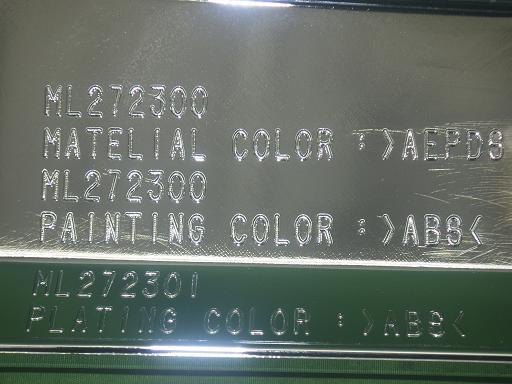 ML272300
MATELIAL COLOR :>AEPDS
ML272300
PAINTING COLOR :>ABS<
ML272301
PLATING COLOR :>ABS<